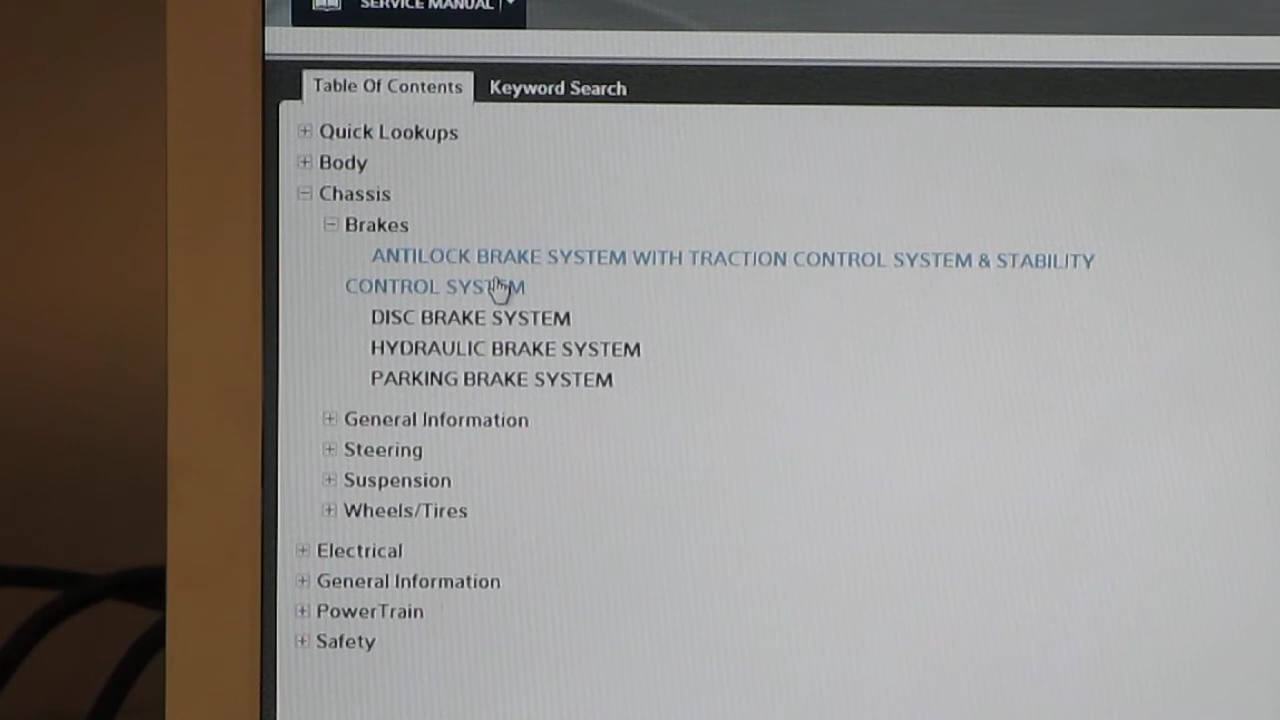 SERVICE MANUAL
Table Of Contents
Keyword Search
Quick Lookups
Body
Chassis
Brakes
ANTILOCK BRAKE SYSTEM WITH TRACTION CONTROL SYSTEM & STABILITY
CONTROL SYSTEM
DISC BRAKE SYSTEM
HYDRAULIC BRAKE SYSTEM
PARKING BRAKE SYSTEM
General Information
Steering
Suspension
Wheels/Tires
Electrical
General Information
PowerTrain
Safety